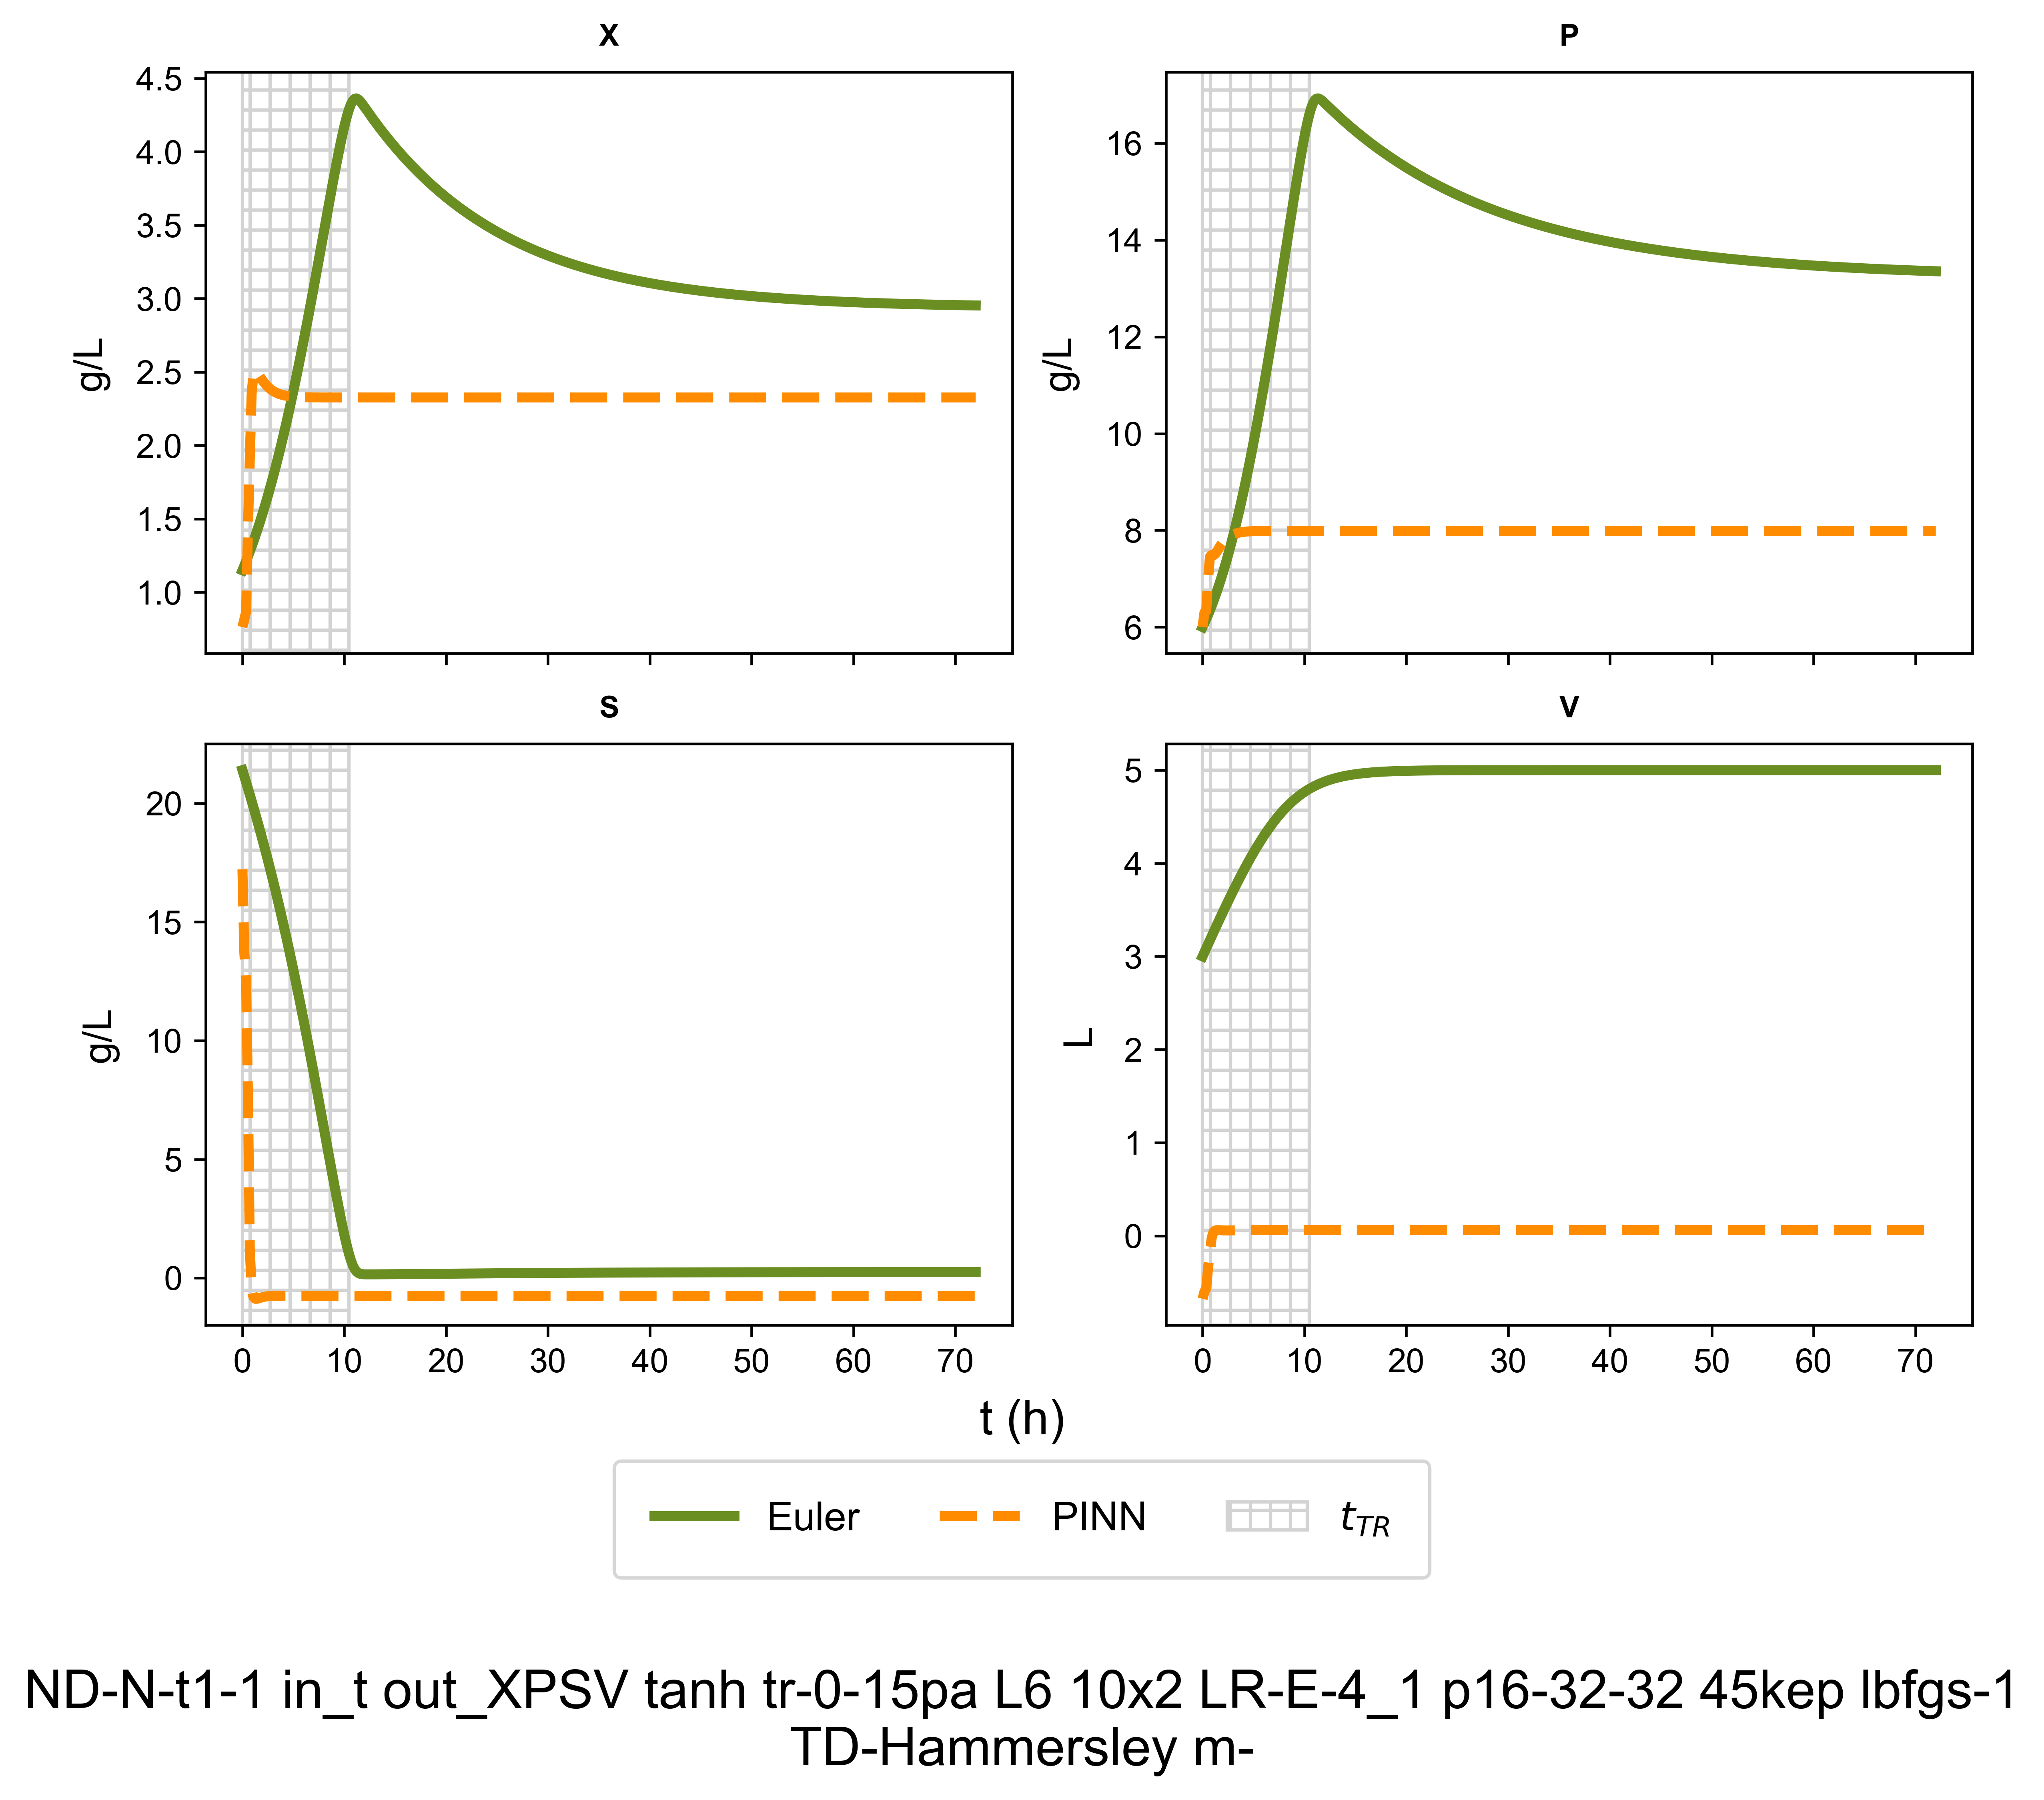 X
4.5
4.0
3.5
3.0
2.5
2.0
1.5
1.0
g/L
P
16
14
12
10
8
6
g/L
S
20
15
10
5
0
g/L
0 10 20 30 40 50 60 70
V
5
4
3
2
1
0
L
0 10 20 30 40 50 60 70
t (h)
Euler PINN t_TR
ND-N-t1-1 in_t out_XPSV tanh tr-0-15pa L6 10x2 LR-E-4_1 p16-32-32 45kep lbfgs-1
TD-Hammersley m-